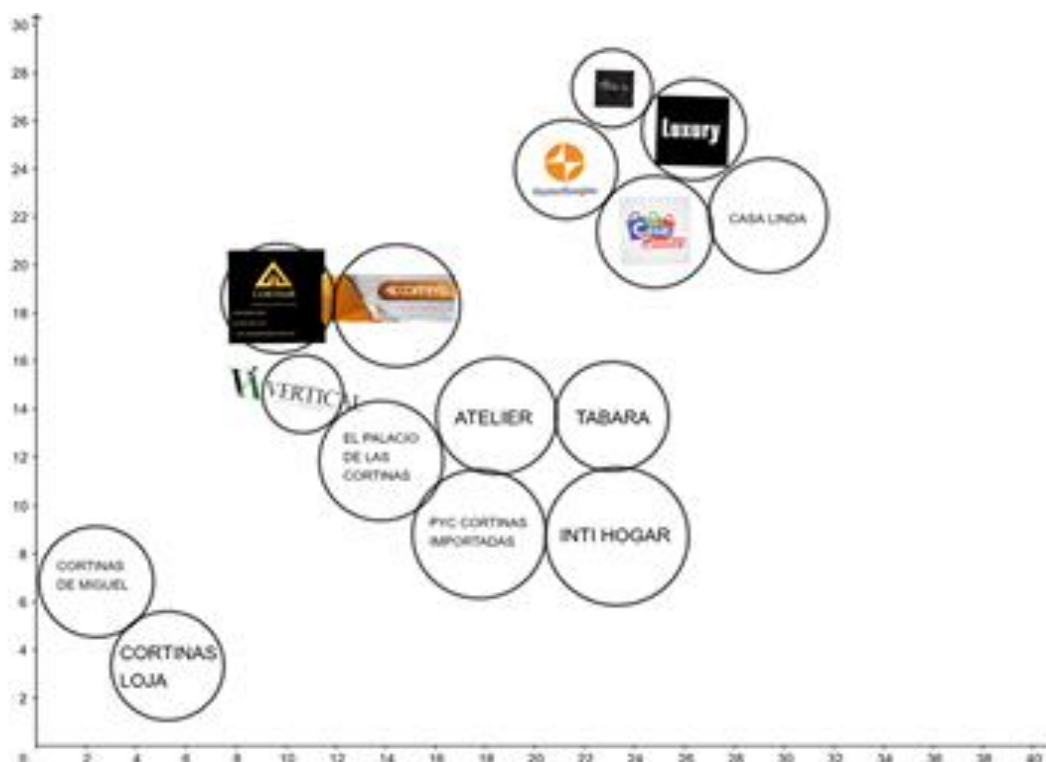 30
28
26
24
22
20
18
16
14
12
10
8
6
4
2
0
Luxury
CASA LINDA
VERTICAL
EL PALACIO
DE LAS
CORTINAS
ATELIER
TABARA
PYC CORTINAS
IMPORTADAS
INTI HOGAR
CORTINAS
DE MIGUEL
CORTINAS
LOJA
2 4 6 8 10 12 14 16 18 20 22 24 26 28 30 32 34 36 38 40